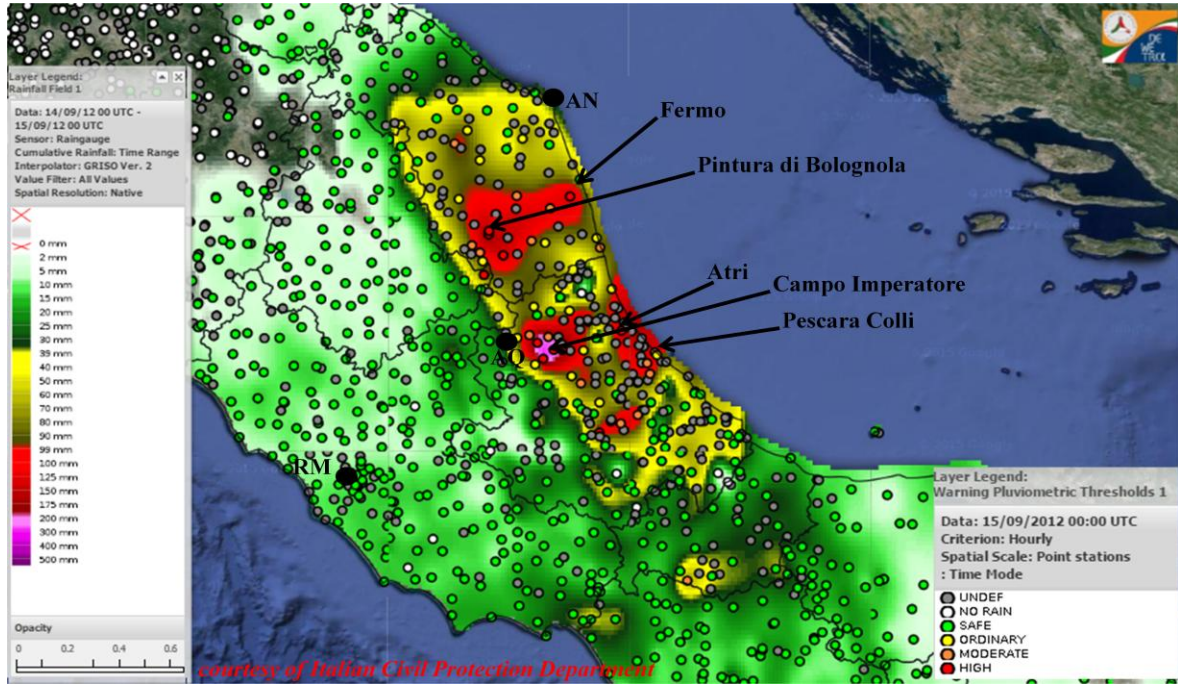 Layer Legend:
Rainfall Field 1
Data: 14/09/12 00 UTC -
15/09/12 00 UTC
Sensor: Raingauge
Cumulative Rainfall: Time Range
Interpolator: GRISO Ver. 2
Value Filter: All Values
Spatial Resolution: Native
0 mm
2 mm
5 mm
10 mm
15 mm
20 mm
25 mm
30 mm
39 mm
40 mm
50 mm
60 mm
70 mm
80 mm
90 mm
99 mm
100 mm
125 mm
150 mm
175 mm
200 mm
300 mm
400 mm
500 mm
Opacity
0 0.2 0.4 0.6
AN
Fermo
Pintura di Bolognola
Atri
Campo Imperatore
Pescara Colli
AQ
RM
courtesy of Italian Civil Protection Department
DE
WE
TRA
Layer Legend:
Warning Pluviometric Thresholds 1
Data: 15/09/2012 00:00 UTC
Criterion: Hourly
Spatial Scale: Point stations
: Time Mode
UNDEF
NO RAIN
SAFE
ORDINARY
MODERATE
HIGH